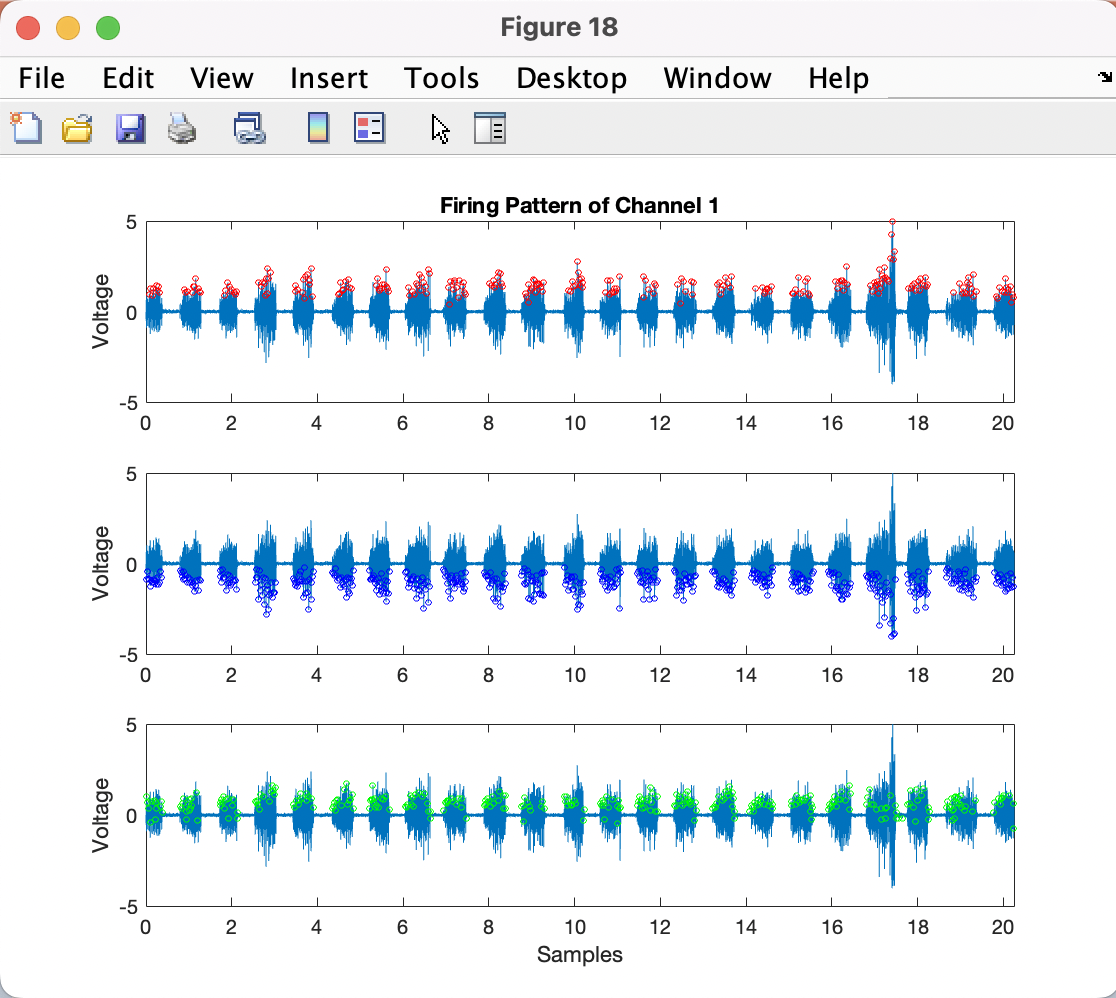 Figure 18
File Edit View Insert Tools Desktop Window Help
Firing Pattern of Channel 1
5
0
-5
Voltage
0 2 4 6 8 10 12 14 16 18 20
5
0
-5
Voltage
0 2 4 6 8 10 12 14 16 18 20
5
0
-5
Voltage
0 2 4 6 8 10 12 14 16 18 20
Samples